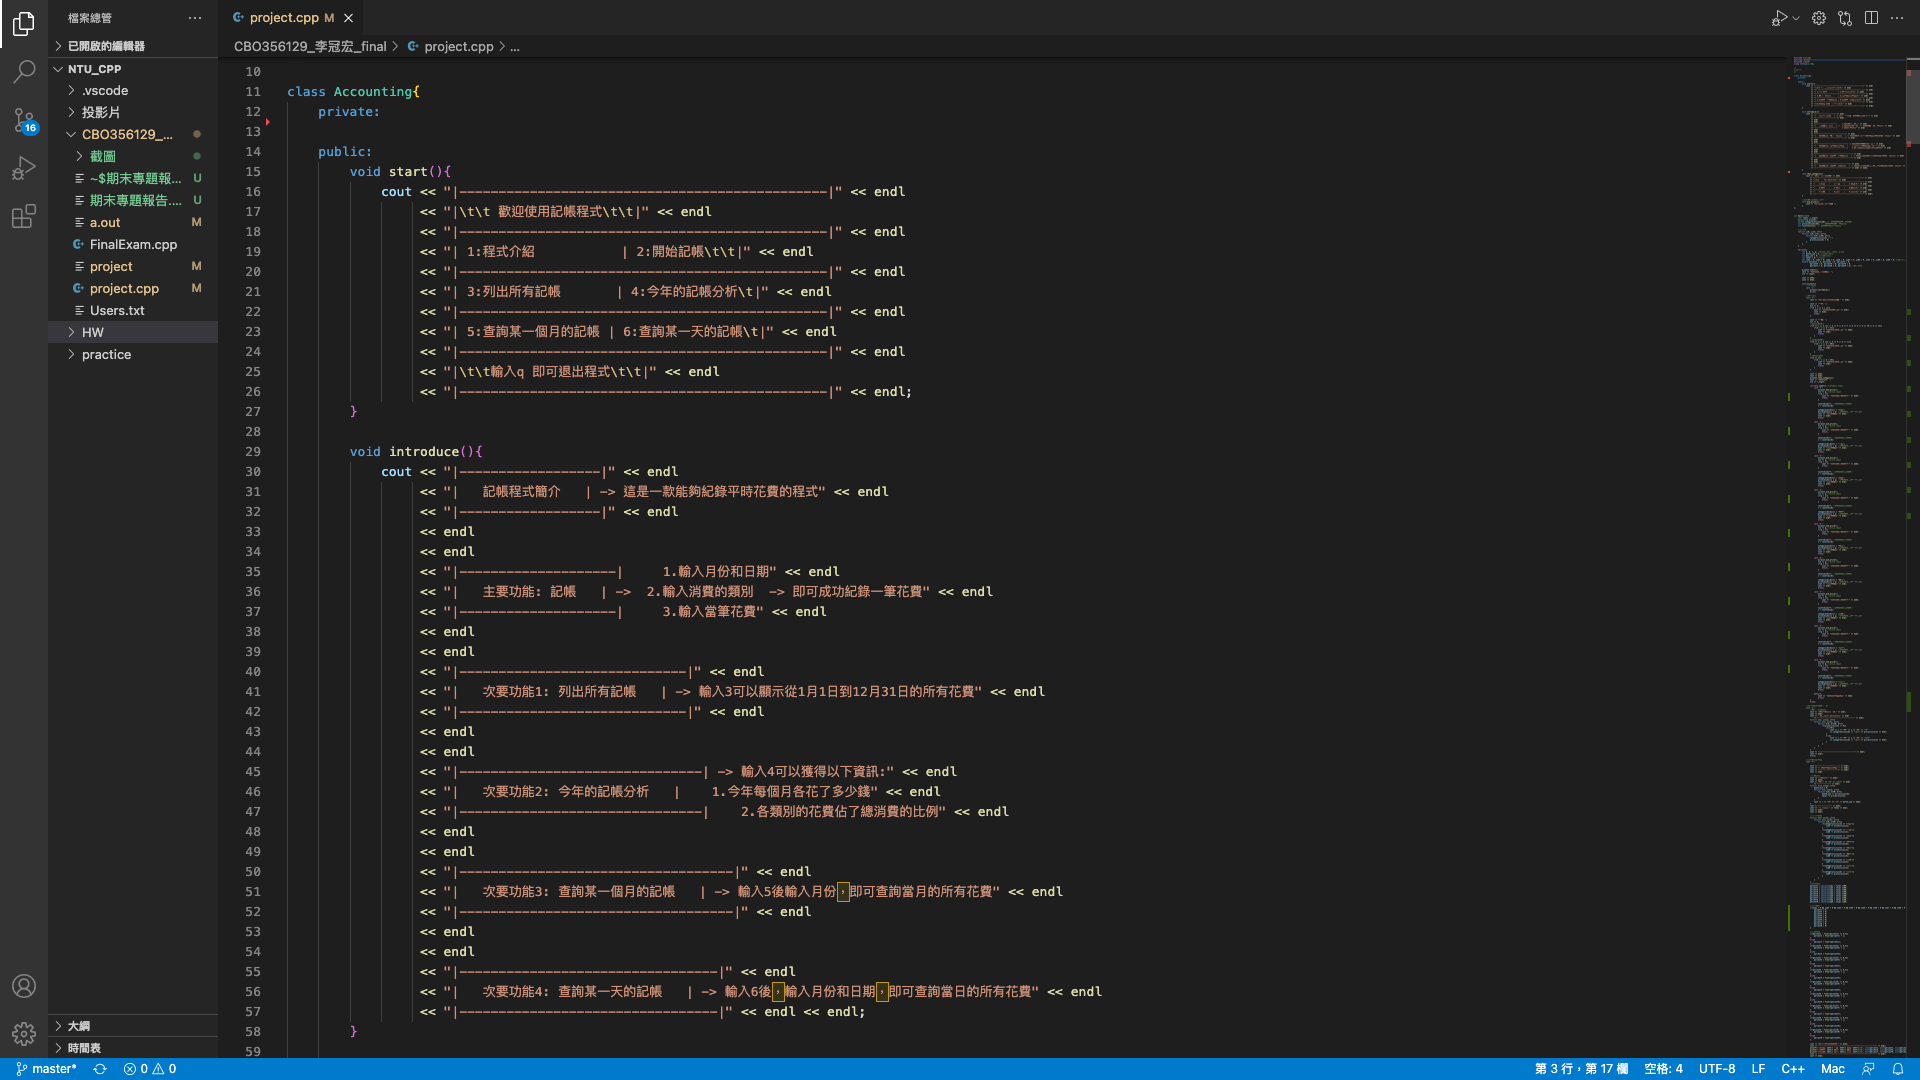 檔案總管
已開啟的編輯器
NTU_CPP
.vscode
投影片
CBO356129_...
截圖
~$期末專題報... U
期末專題報告.... U
a.out M
FinalExam.cpp
project M
project.cpp M
Users.txt
HW
practice
大綱
時間表
project.cpp M
CBO356129_李冠宏_final > project.cpp > ...
10
11 class Accounting{
12 private:
13
14 public:
15 void start(){
16 cout << "|-----------------------------------------------|" << endl
17 << "|\t\t 歡迎使用記帳程式\t\t|" << endl
18 << "|-----------------------------------------------|" << endl
19 << "| 1:程式介紹           | 2:開始記帳\t\t|" << endl
20 << "|-----------------------------------------------|" << endl
21 << "| 3:列出所有記帳       | 4:今年的記帳分析\t|" << endl
22 << "|-----------------------------------------------|" << endl
23 << "| 5:查詢某一個月的記帳 | 6:查詢某一天的記帳\t|" << endl
24 << "|-----------------------------------------------|" << endl
25 << "|\t\t輸入q 即可退出程式\t\t|" << endl
26 << "|-----------------------------------------------|" << endl;
27 }
28
29 void introduce(){
30 cout << "|------------------|" << endl
31 << "|   記帳程式簡介   | -> 這是一款能夠紀錄平時花費的程式" << endl
32 << "|------------------|" << endl
33 << endl
34 << endl
35 << "|--------------------|     1.輸入月份和日期" << endl
36 << "|   主要功能: 記帳   | ->  2.輸入消費的類別  -> 即可成功紀錄一筆花費" << endl
37 << "|--------------------|     3.輸入當筆花費" << endl
38 << endl
39 << endl
40 << "|-----------------------------|" << endl
41 << "|   次要功能1: 列出所有記帳   | -> 輸入3可以顯示從1月1日到12月31日的所有花費" << endl
42 << "|-----------------------------|" << endl
43 << endl
44 << endl
45 << "|-------------------------------| -> 輸入4可以獲得以下資訊:" << endl
46 << "|   次要功能2: 今年的記帳分析   |    1.今年每個月各花了多少錢" << endl
47 << "|-------------------------------|    2.各類別的花費佔了總消費的比例" << endl
48 << endl
49 << endl
50 << "|-----------------------------------|" << endl
51 << "|   次要功能3: 查詢某一個月的記帳   | -> 輸入5後輸入月份，即可查詢當月的所有花費" << endl
52 << "|-----------------------------------|" << endl
53 << endl
54 << endl
55 << "|---------------------------------|" << endl
56 << "|   次要功能4: 查詢某一天的記帳   | -> 輸入6後，輸入月份和日期，即可查詢當日的所有花費" << endl
57 << "|---------------------------------|" << endl << endl;
58 }
59
16
master* 0 0 第 3 行，第 17 欄 空格: 4 UTF-8 LF C++ Mac